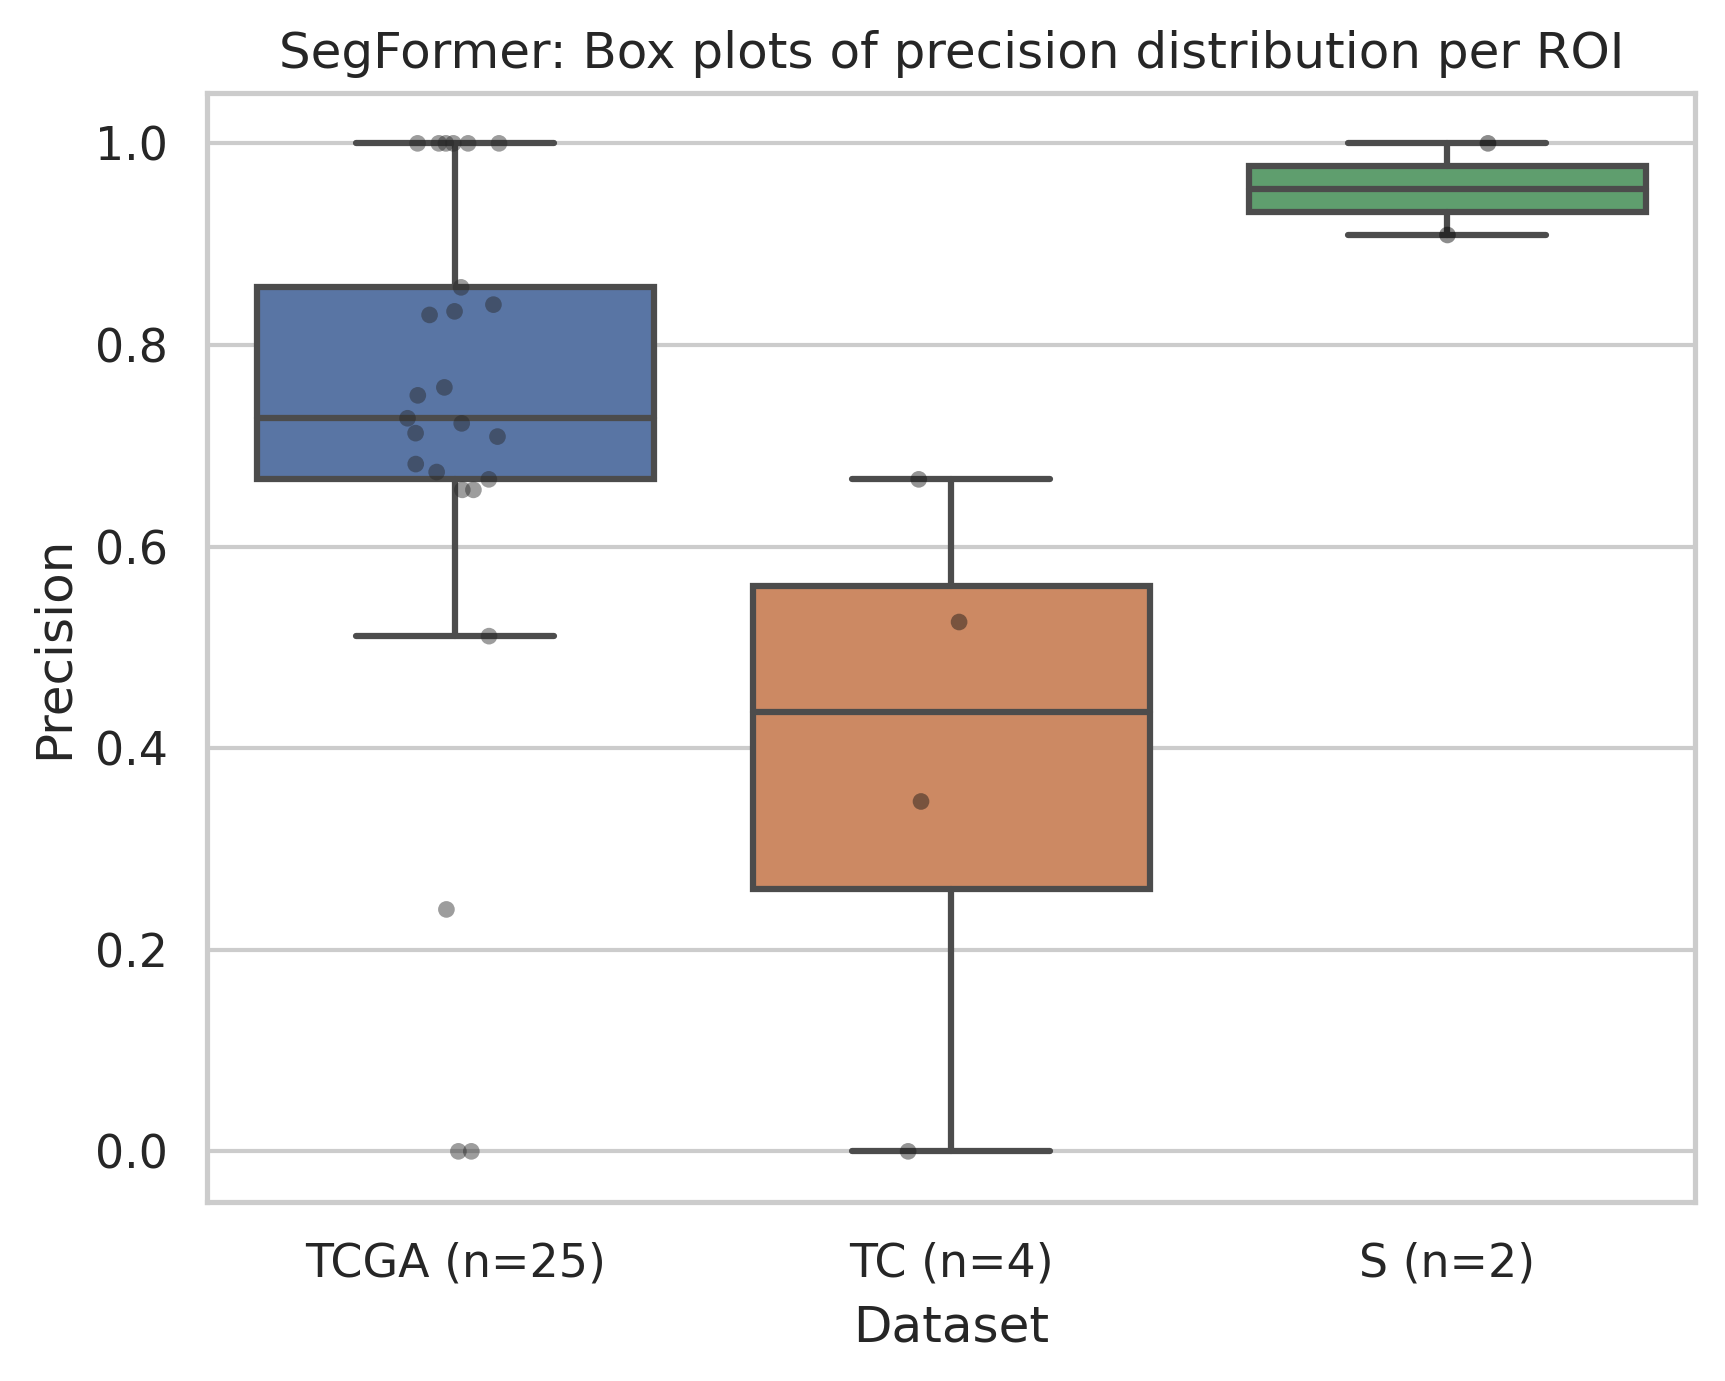 SegFormer: Box plots of precision distribution per ROI
1.0
0.8
0.6
0.4
0.2
0.0
Precision
TCGA (n=25)
TC (n=4)
S (n=2)
Dataset